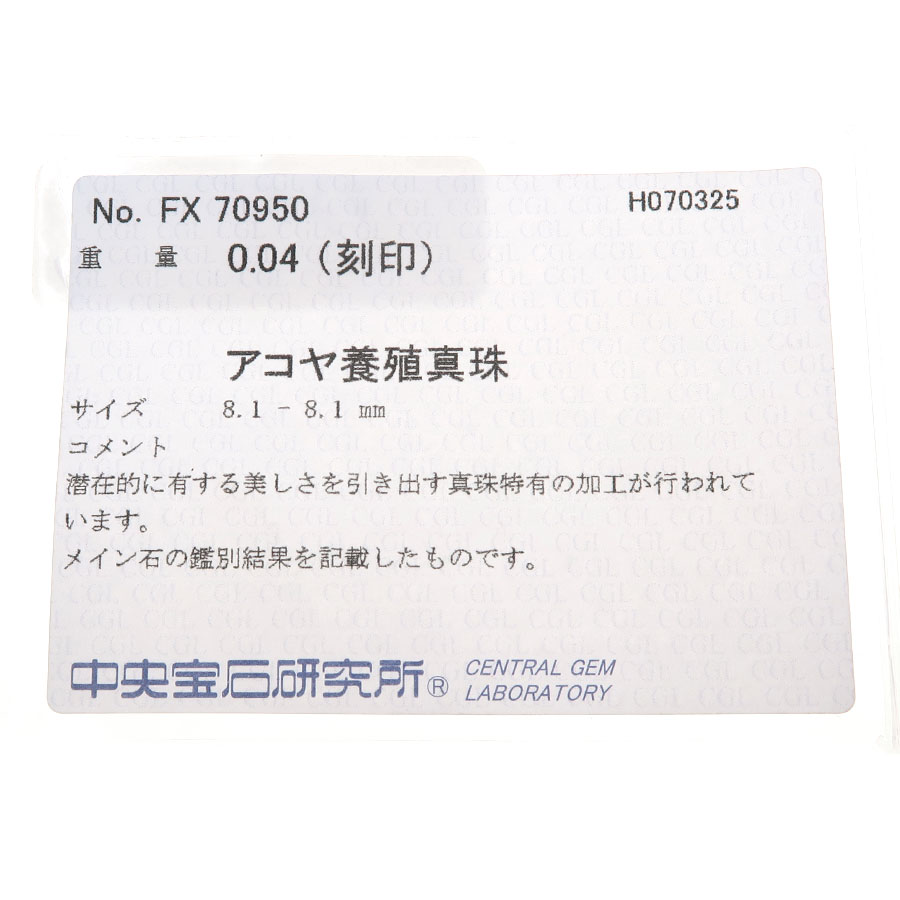 No. FX 70950 H070325
重 量 0.04 (刻印)
アコヤ養殖真珠
サイズ 8.1 - 8.1 mm
コメント
潜在的に有する美しさを引き出す真珠特有の加工が行われて
います。
メイン石の鑑別結果を記載したものです。
中央宝石研究所® CENTRAL GEM
LABORATORY